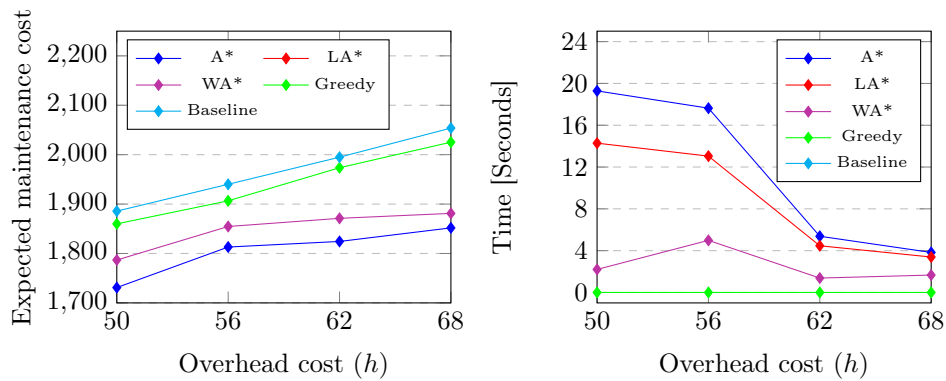 Expected maintenance cost
2,200
2,100
2,000
1,900
1,800
1,700
50 56 62 68
Overhead cost (h)
A* LA*
WA* Greedy
Baseline
Time [Seconds]
24
20
16
12
8
4
0
50 56 62 68
Overhead cost (h)
A*
LA*
WA*
Greedy
Baseline